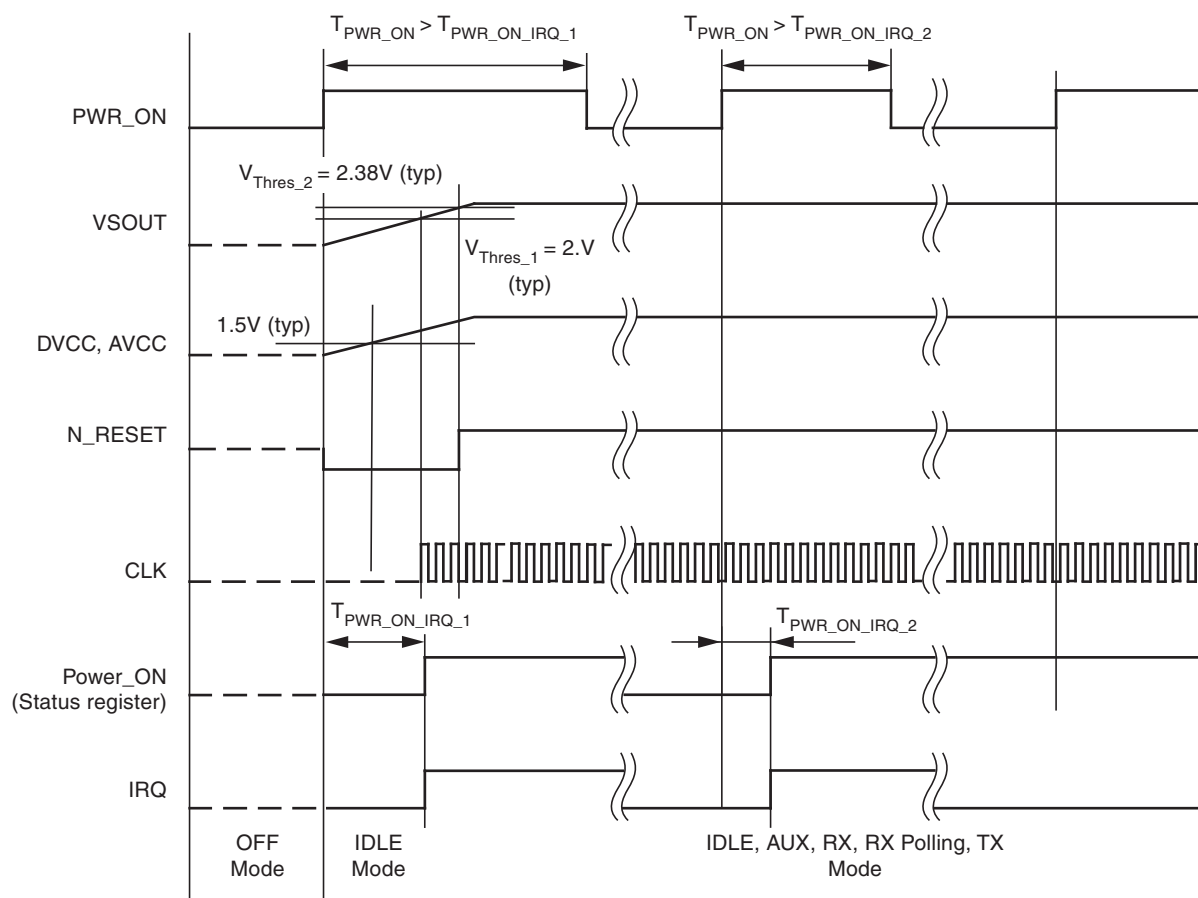 T_PWR_ON > T_PWR_ON_IRQ_1
T_PWR_ON > T_PWR_ON_IRQ_2
PWR_ON
V_Thres_2 = 2.38V (typ)
VSOUT
V_Thres_1 = 2.V
(typ)
1.5V (typ)
DVCC, AVCC
N_RESET
CLK
T_PWR_ON_IRQ_1
T_PWR_ON_IRQ_2
Power_ON
(Status register)
IRQ
OFF
Mode
IDLE
Mode
IDLE, AUX, RX, RX Polling, TX
Mode